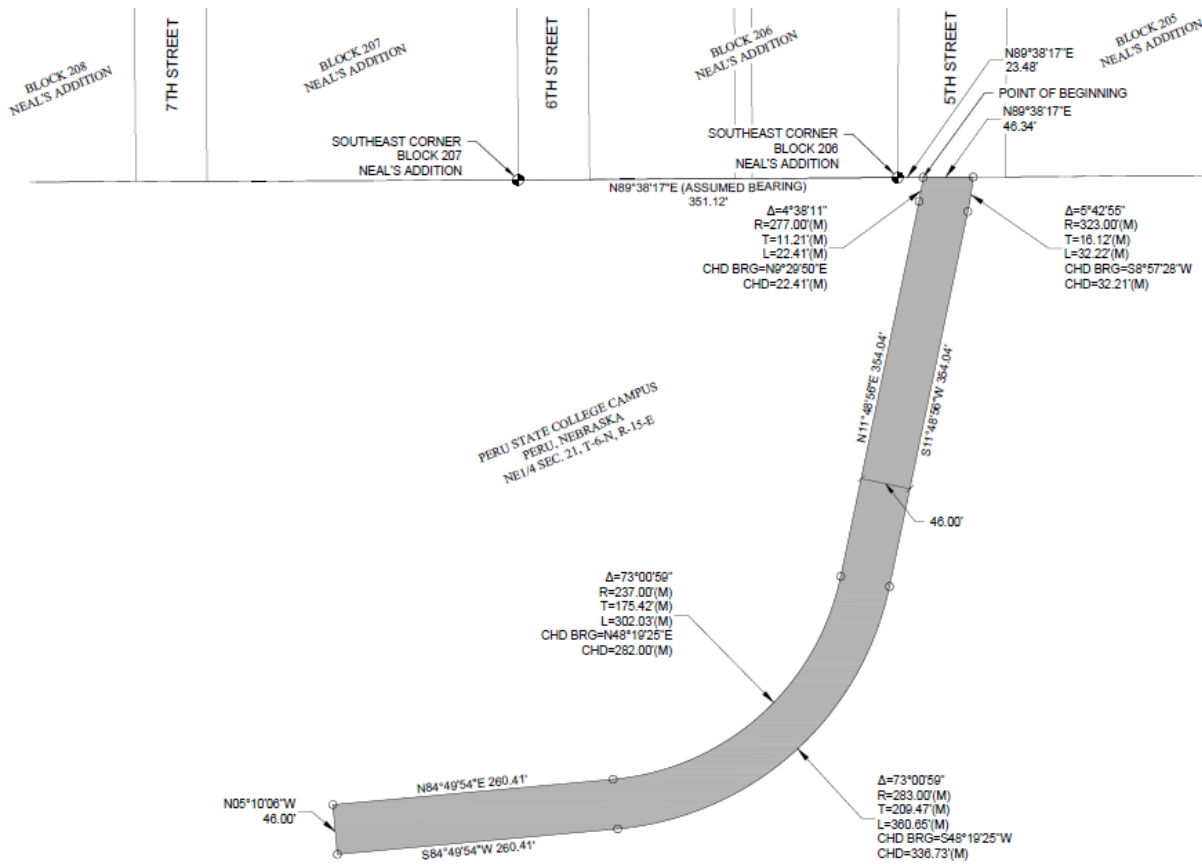 BLOCK 208
NEAL'S ADDITION
7TH STREET
BLOCK 207
NEAL'S ADDITION
6TH STREET
BLOCK 206
NEAL'S ADDITION
5TH STREET
BLOCK 205
NEAL'S ADDITION
N89°38'17"E
23.48'
POINT OF BEGINNING
N89°38'17"E
46.34'
SOUTHEAST CORNER
BLOCK 207
NEAL'S ADDITION
SOUTHEAST CORNER
BLOCK 206
NEAL'S ADDITION
N89°38'17"E (ASSUMED BEARING)
351.12'
Δ=4°38'11"
R=277.00'(M)
T=11.21'(M)
L=22.41'(M)
CHD BRG=N9°29'50"E
CHD=22.41'(M)
Δ=5°42'55"
R=323.00'(M)
T=16.12'(M)
L=32.22'(M)
CHD BRG=S8°57'28"W
CHD=32.21'(M)
N11°48'56"E 354.04'
S11°48'56"W 354.04'
PERU STATE COLLEGE CAMPUS
PERU, NEBRASKA
NE1/4 SEC. 21, T-6-N, R-15-E
46.00'
Δ=73°00'59"
R=237.00'(M)
T=175.42'(M)
L=302.03'(M)
CHD BRG=N48°19'25"E
CHD=282.00'(M)
N84°49'54"E 260.41'
N05°10'06"W
46.00'
S84°49'54"W 260.41'
Δ=73°00'59"
R=283.00'(M)
T=209.47'(M)
L=360.65'(M)
CHD BRG=S48°19'25"W
CHD=336.73'(M)